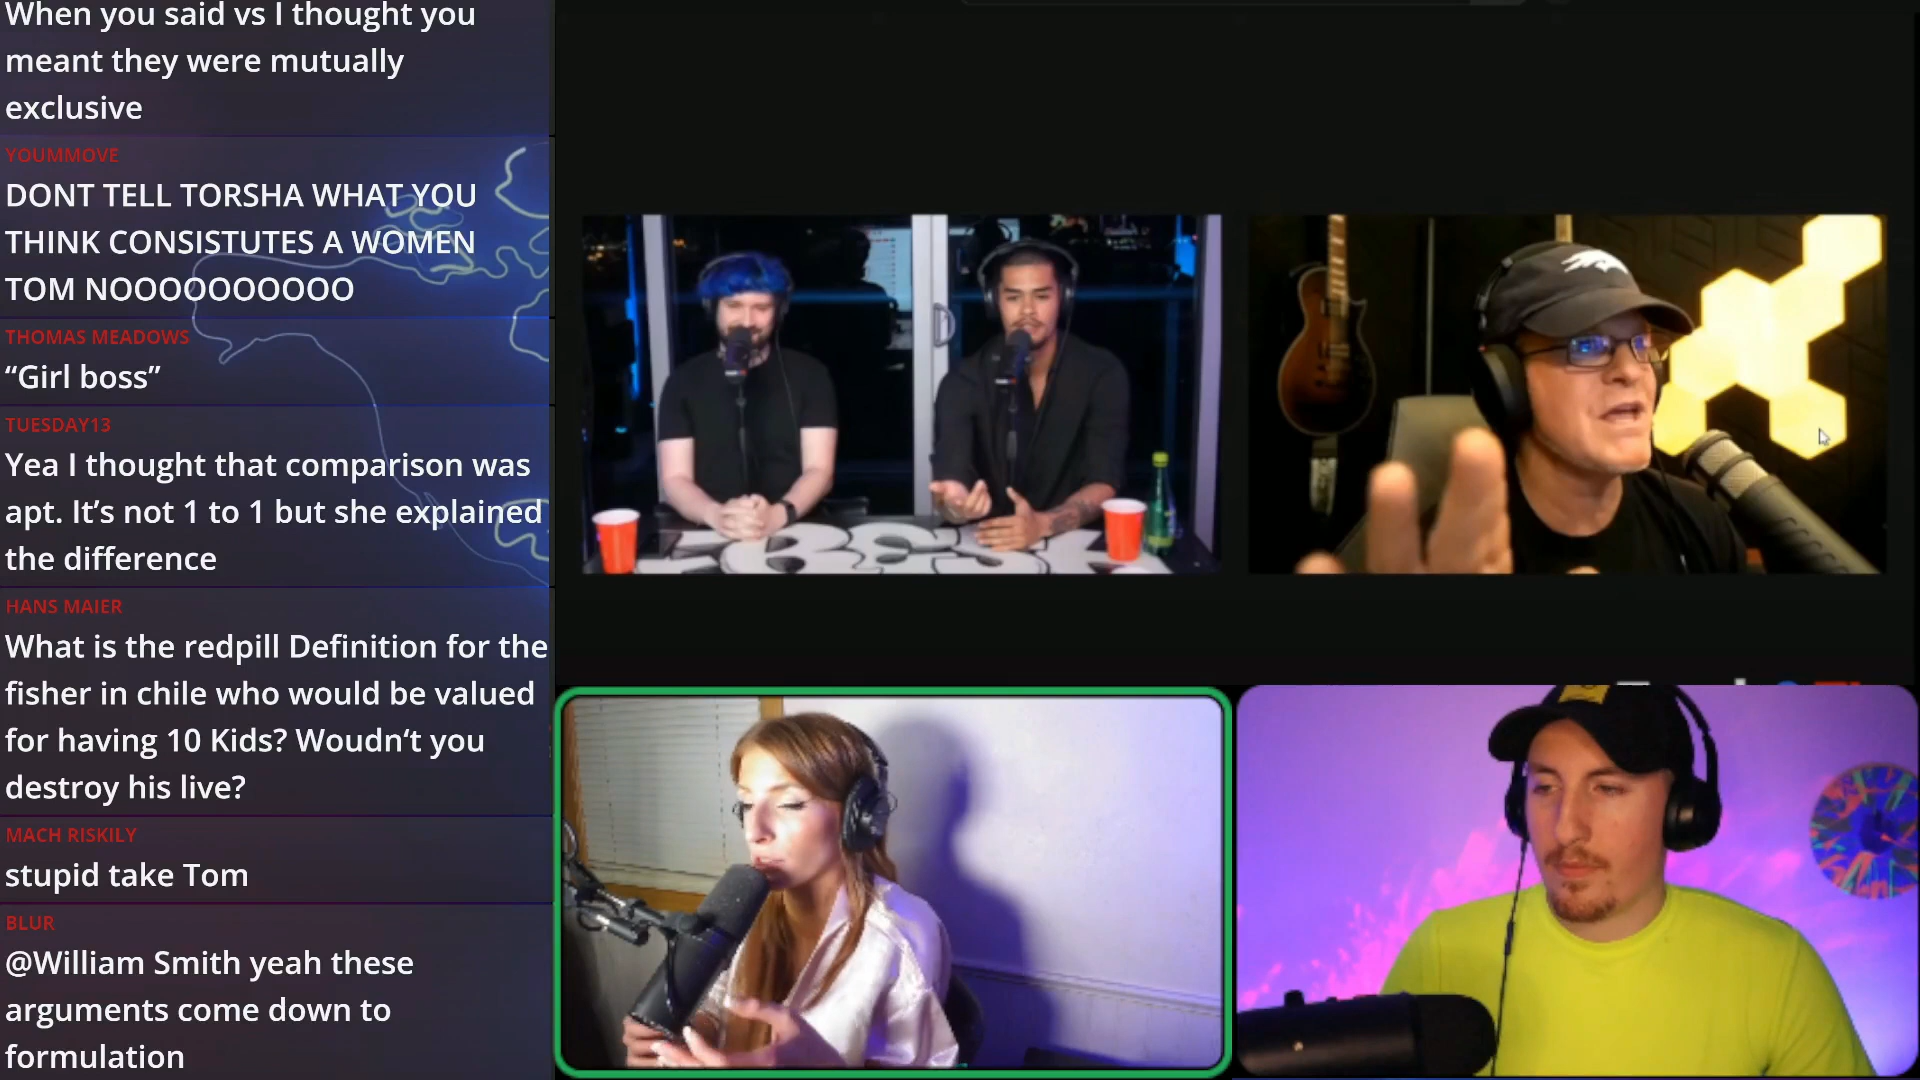 When you said vs I thought you
meant they were mutually
exclusive
YOUMMOVE
DONT TELL TORSHA WHAT YOU
THINK CONSISTUTES A WOMEN
TOM NOOOOOOOOOO
THOMAS MEADOWS
“Girl boss”
TUESDAY13
Yea I thought that comparison was
apt. It’s not 1 to 1 but she explained
the difference
HANS MAIER
What is the redpill Definition for the
fisher in chile who would be valued
for having 10 Kids? Woudn‘t you
destroy his live?
MACH RISKILY
stupid take Tom
BLUR
@William Smith yeah these
arguments come down to
formulation